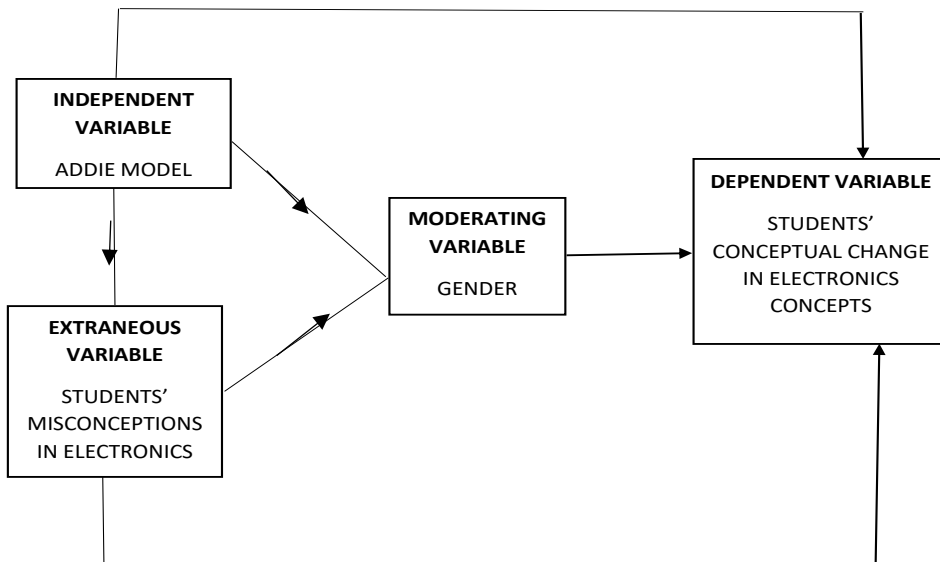 INDEPENDENT
VARIABLE
ADDIE MODEL
EXTRANEOUS
VARIABLE
STUDENTS’
MISCONCEPTIONS
IN ELECTRONICS
MODERATING
VARIABLE
GENDER
DEPENDENT VARIABLE
STUDENTS’
CONCEPTUAL CHANGE
IN ELECTRONICS
CONCEPTS